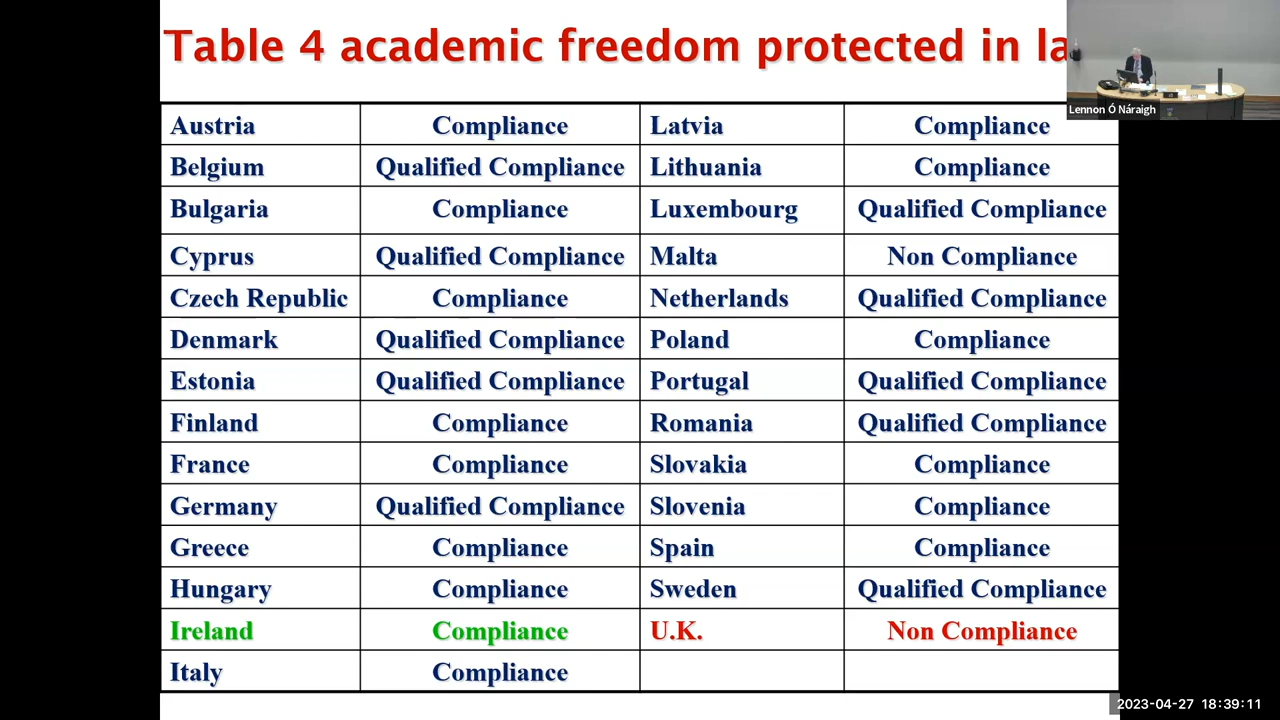 Table 4 academic freedom protected in la
Lennon Ó Náraigh
Austria Compliance Latvia Compliance
Belgium Qualified Compliance Lithuania Compliance
Bulgaria Compliance Luxembourg Qualified Compliance
Cyprus Qualified Compliance Malta Non Compliance
Czech Republic Compliance Netherlands Qualified Compliance
Denmark Qualified Compliance Poland Compliance
Estonia Qualified Compliance Portugal Qualified Compliance
Finland Compliance Romania Qualified Compliance
France Compliance Slovakia Compliance
Germany Qualified Compliance Slovenia Compliance
Greece Compliance Spain Compliance
Hungary Compliance Sweden Qualified Compliance
Ireland Compliance U.K. Non Compliance
Italy Compliance
2023-04-27 18:39:11